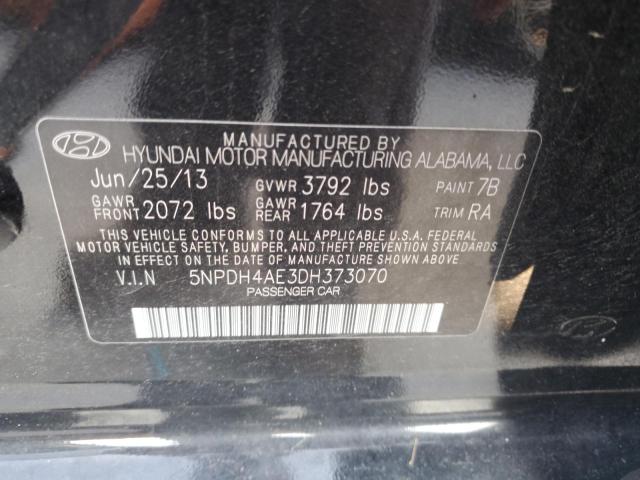 MANUFACTURED BY
HYUNDAI MOTOR MANUFACTURING ALABAMA, LLC
Jun/25/13 GVWR 3792 lbs PAINT 7B
GAWR FRONT 2072 lbs GAWR REAR 1764 lbs TRIM RA
THIS VEHICLE CONFORMS TO ALL APPLICABLE U.S.A. FEDERAL
MOTOR VEHICLE SAFETY, BUMPER, AND THEFT PREVENTION STANDARDS
IN EFFECT ON THE DATE OF MANUFACTURE SHOWN ABOVE.
V.I.N 5NPDH4AE3DH373070
PASSENGER CAR